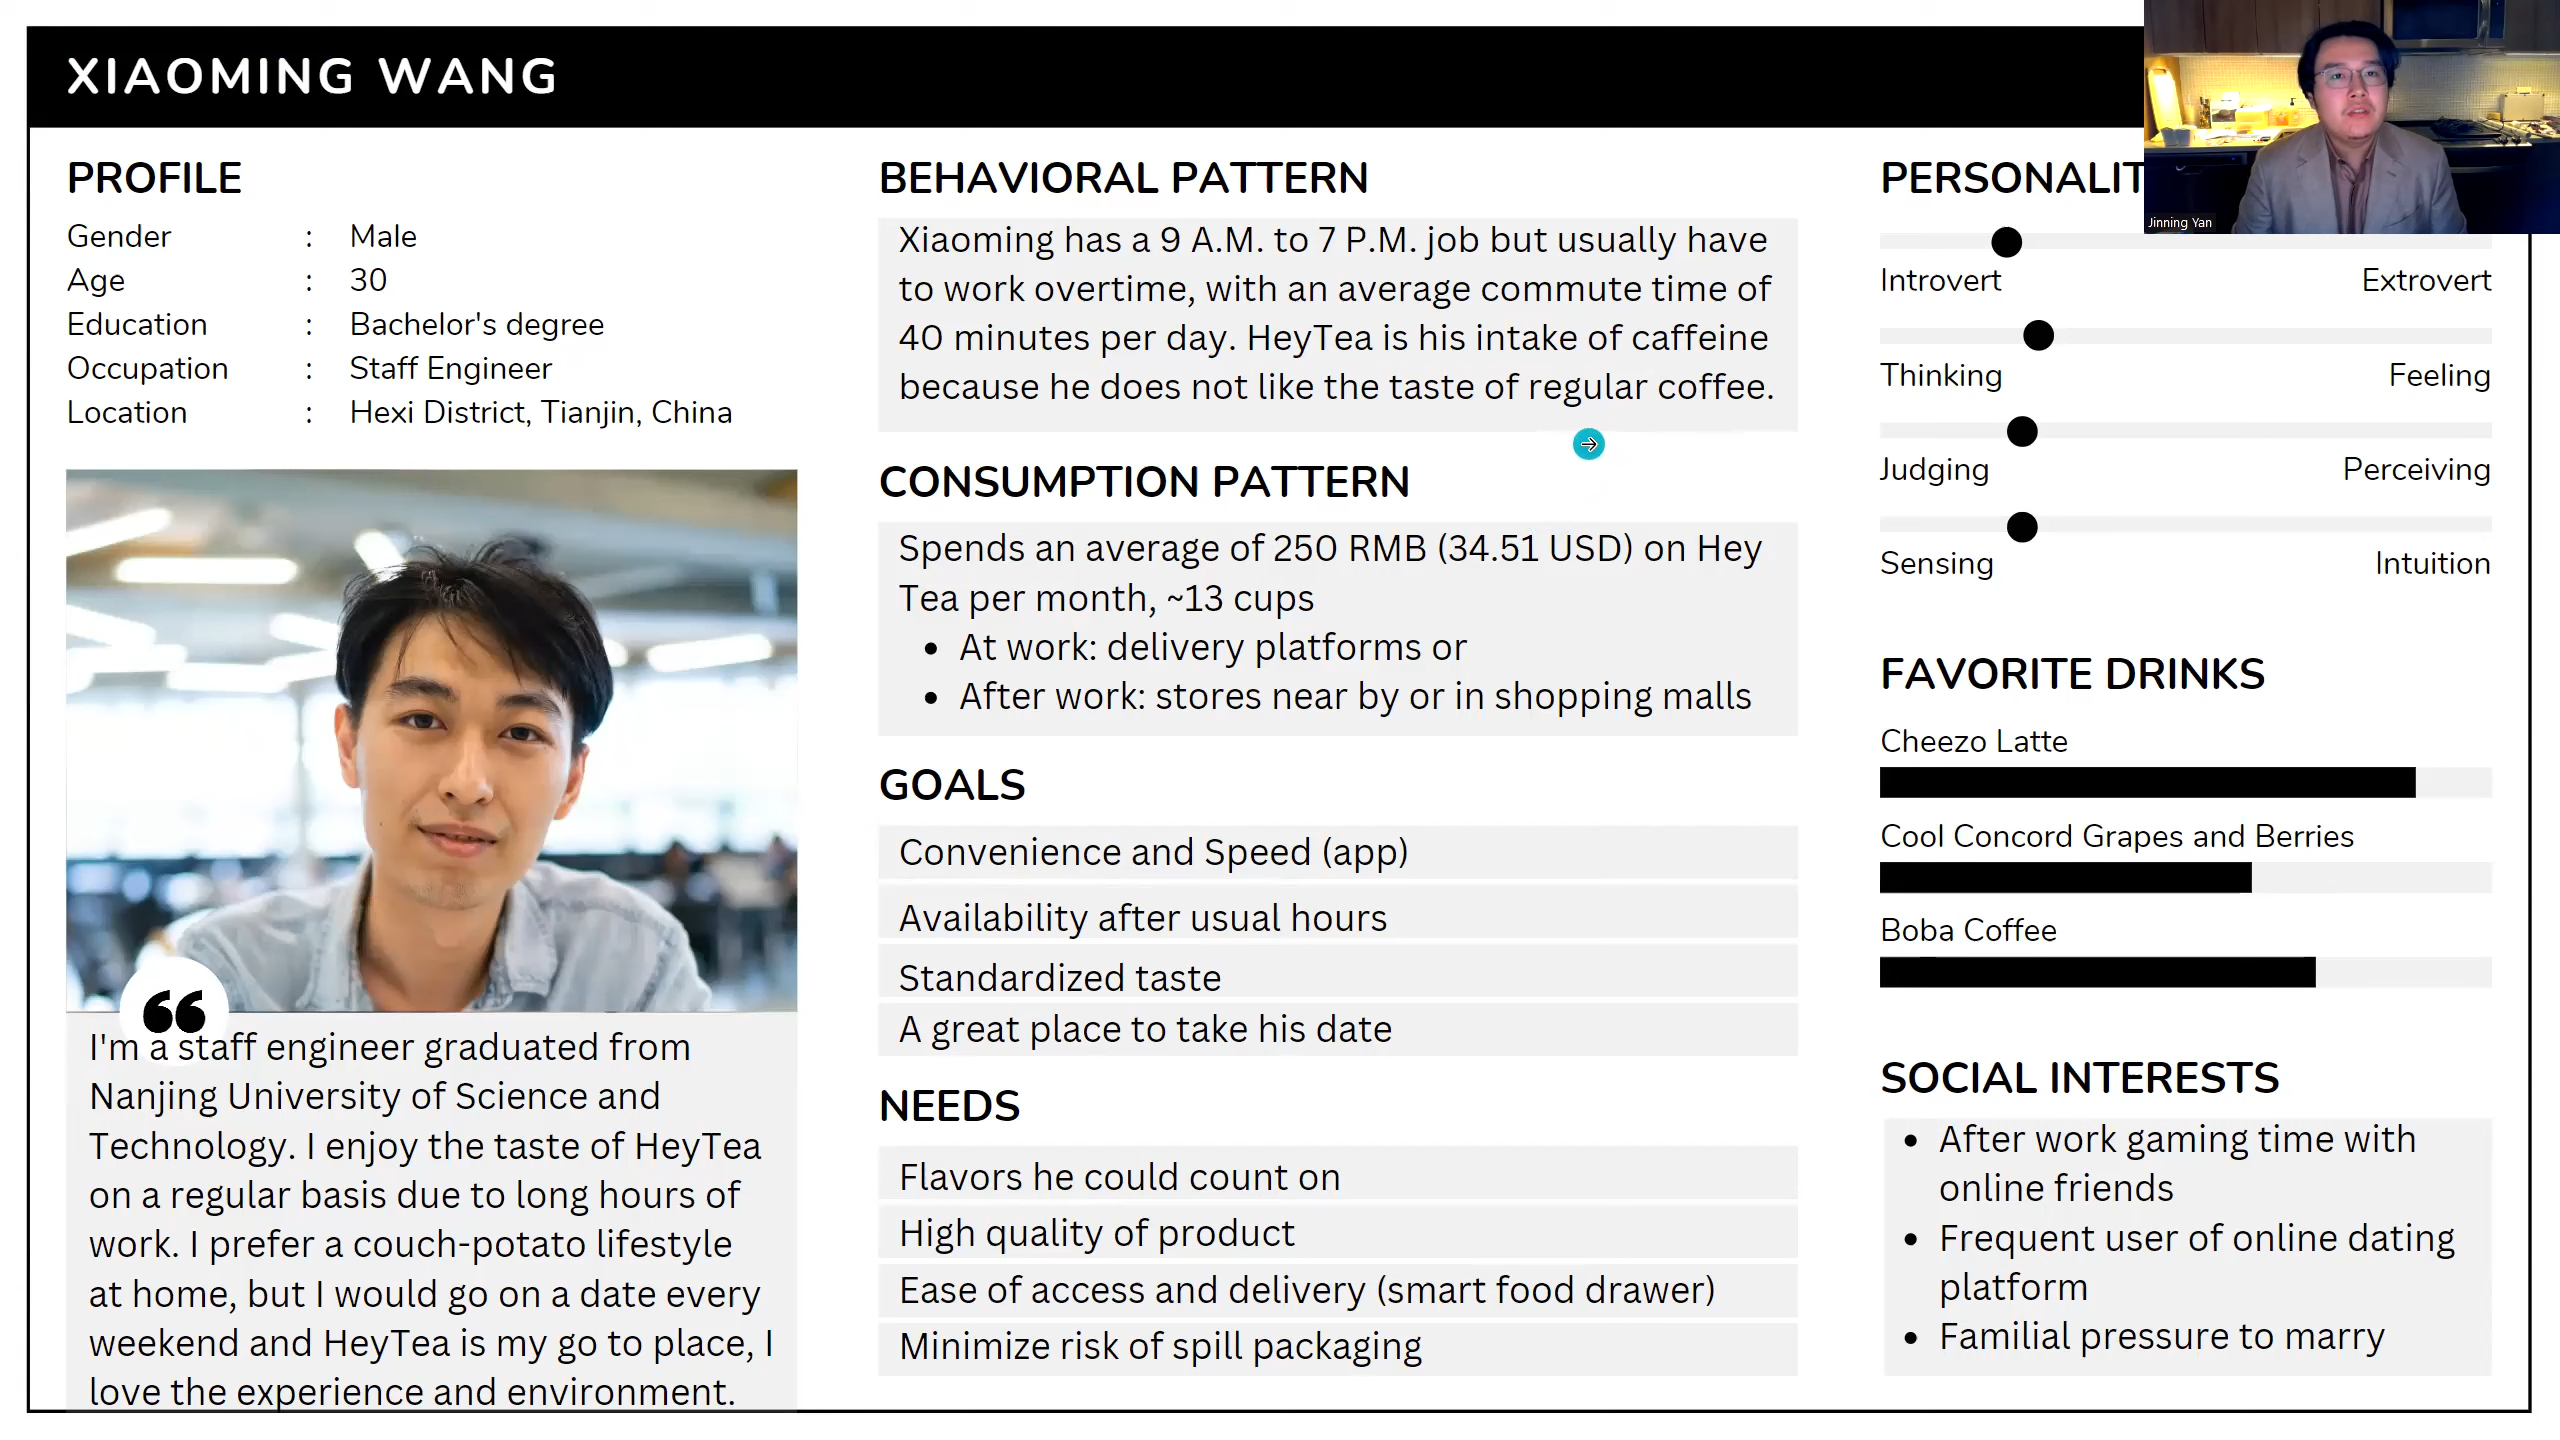 XIAOMING WANG
PROFILE
Gender : Male
Age : 30
Education : Bachelor's degree
Occupation : Staff Engineer
Location : Hexi District, Tianjin, China
I'm a staff engineer graduated from
Nanjing University of Science and
Technology. I enjoy the taste of HeyTea
on a regular basis due to long hours of
work. I prefer a couch-potato lifestyle
at home, but I would go on a date every
weekend and HeyTea is my go to place, I
love the experience and environment.
BEHAVIORAL PATTERN
Xiaoming has a 9 A.M. to 7 P.M. job but usually have
to work overtime, with an average commute time of
40 minutes per day. HeyTea is his intake of caffeine
because he does not like the taste of regular coffee.
CONSUMPTION PATTERN
Spends an average of 250 RMB (34.51 USD) on Hey
Tea per month, ~13 cups
• At work: delivery platforms or
• After work: stores near by or in shopping malls
GOALS
Convenience and Speed (app)
Availability after usual hours
Standardized taste
A great place to take his date
NEEDS
Flavors he could count on
High quality of product
Ease of access and delivery (smart food drawer)
Minimize risk of spill packaging
PERSONALIT
Introvert Extrovert
Thinking Feeling
Judging Perceiving
Sensing Intuition
FAVORITE DRINKS
Cheezo Latte
Cool Concord Grapes and Berries
Boba Coffee
SOCIAL INTERESTS
• After work gaming time with
online friends
• Frequent user of online dating
platform
• Familial pressure to marry
Jinning Yan